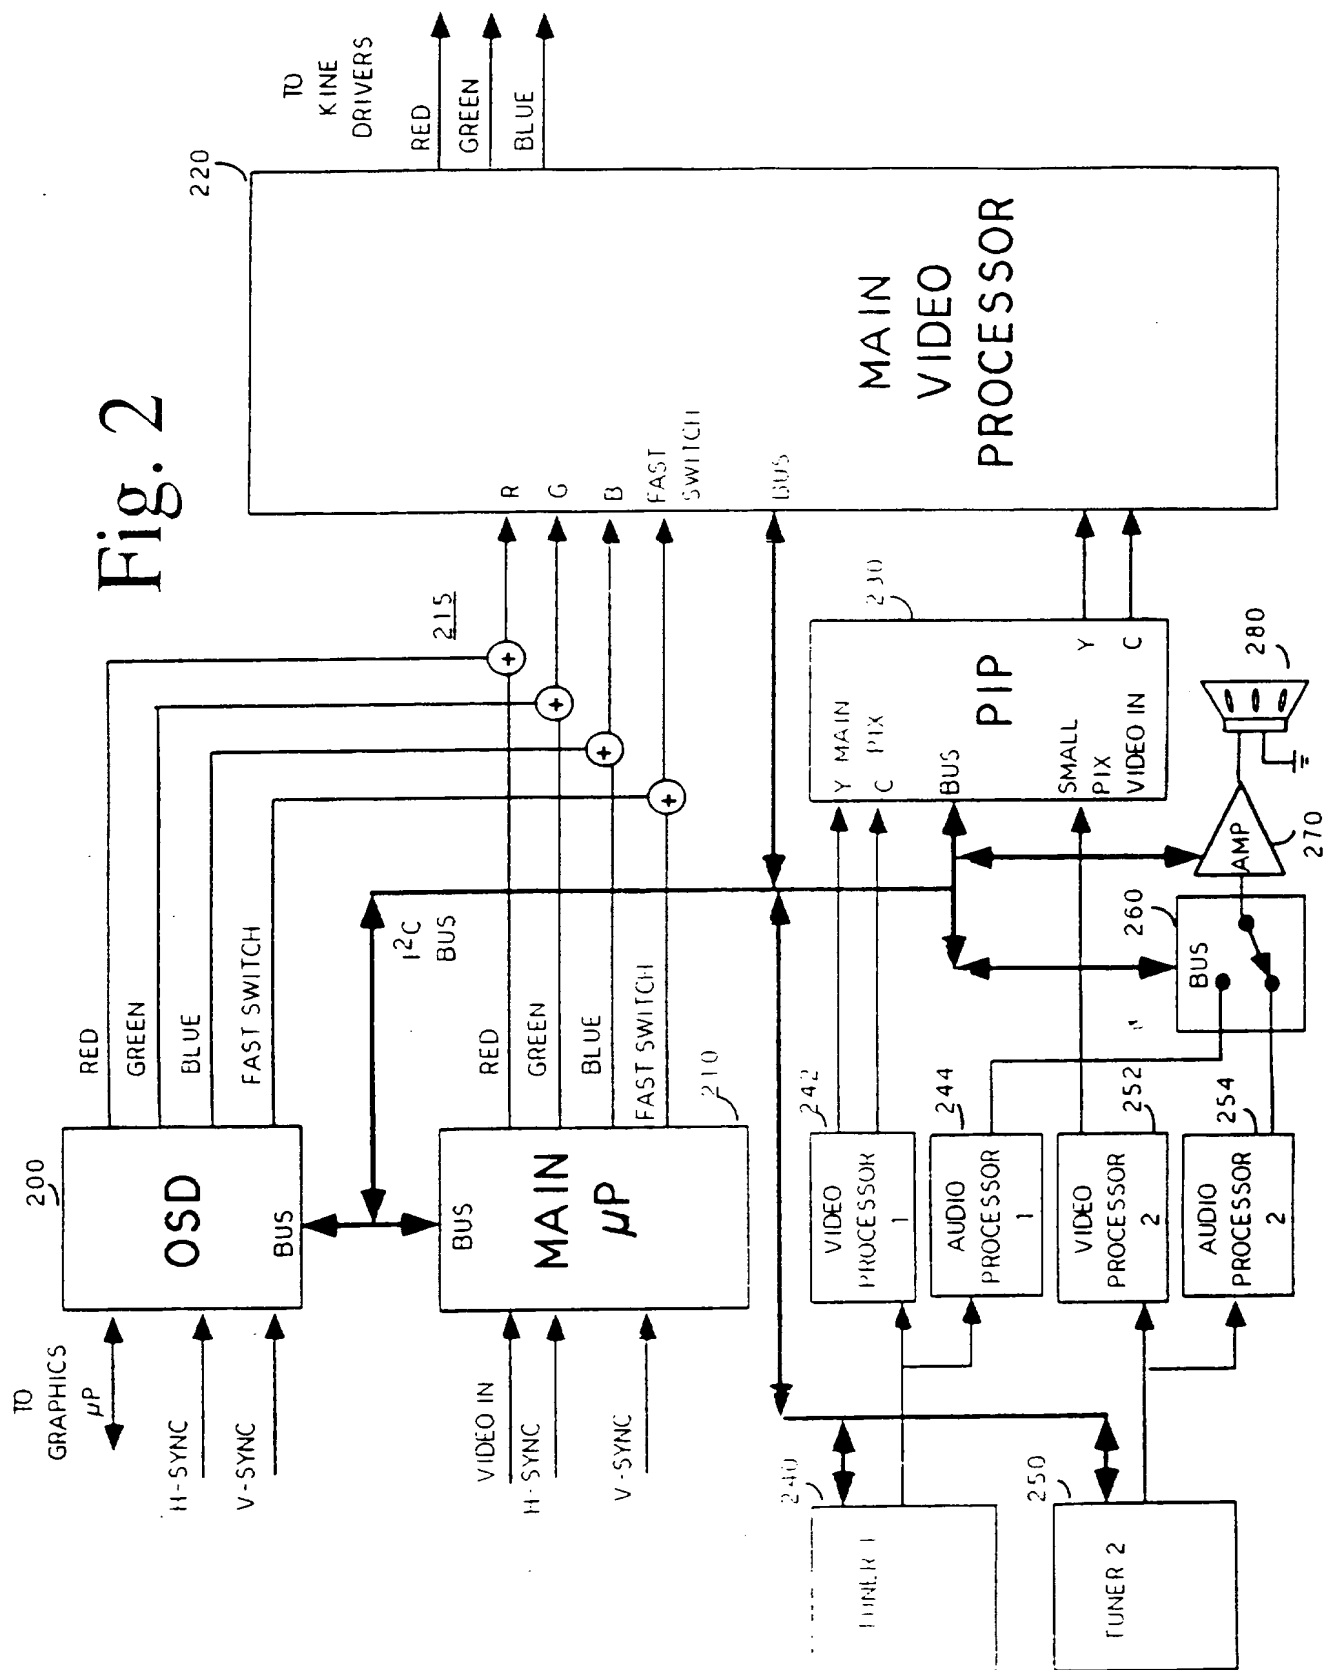 Fig. 2
TO
GRAPHICS
µP
H-SYNC
V-SYNC
200
OSD
BUS
RED
GREEN
BLUE
FAST SWITCH
VIDEO IN
H-SYNC
V-SYNC
BUS
MAIN
µP
210
RED
GREEN
BLUE
FAST SWITCH
I²C
BUS
215
R
G
B
FAST
SWITCH
BUS
220
MAIN
VIDEO
PROCESSOR
TO
KINE
DRIVERS
RED
GREEN
BLUE
240
TUNER 1
250
TUNER 2
242
VIDEO
PROCESSOR
1
244
AUDIO
PROCESSOR
1
252
VIDEO
PROCESSOR
2
254
AUDIO
PROCESSOR
2
230
Y MAIN
C PIX
BUS
PIP
SMALL
PIX
VIDEO IN
Y
C
260
BUS
AMP
270
280